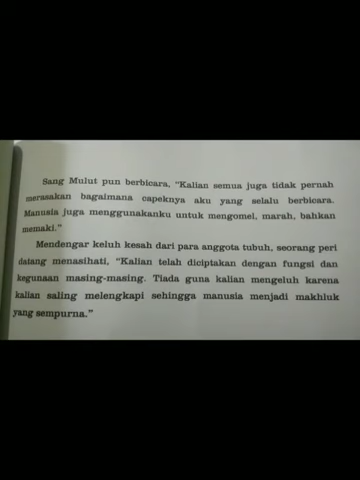 Sang Mulut pun berbicara, "Kalian semua juga tidak pernah
merasakan bagaimana capeknya aku yang selalu berbicara.
Manusia juga menggunakanku untuk mengomel, marah, bahkan
memaki."
Mendengar keluh kesah dari para anggota tubuh, seorang peri
datang menasihati, "Kalian telah diciptakan dengan fungsi dan
kegunaan masing-masing. Tiada guna kalian mengeluh karena
kalian saling melengkapi sehingga manusia menjadi makhluk
yang sempurna."